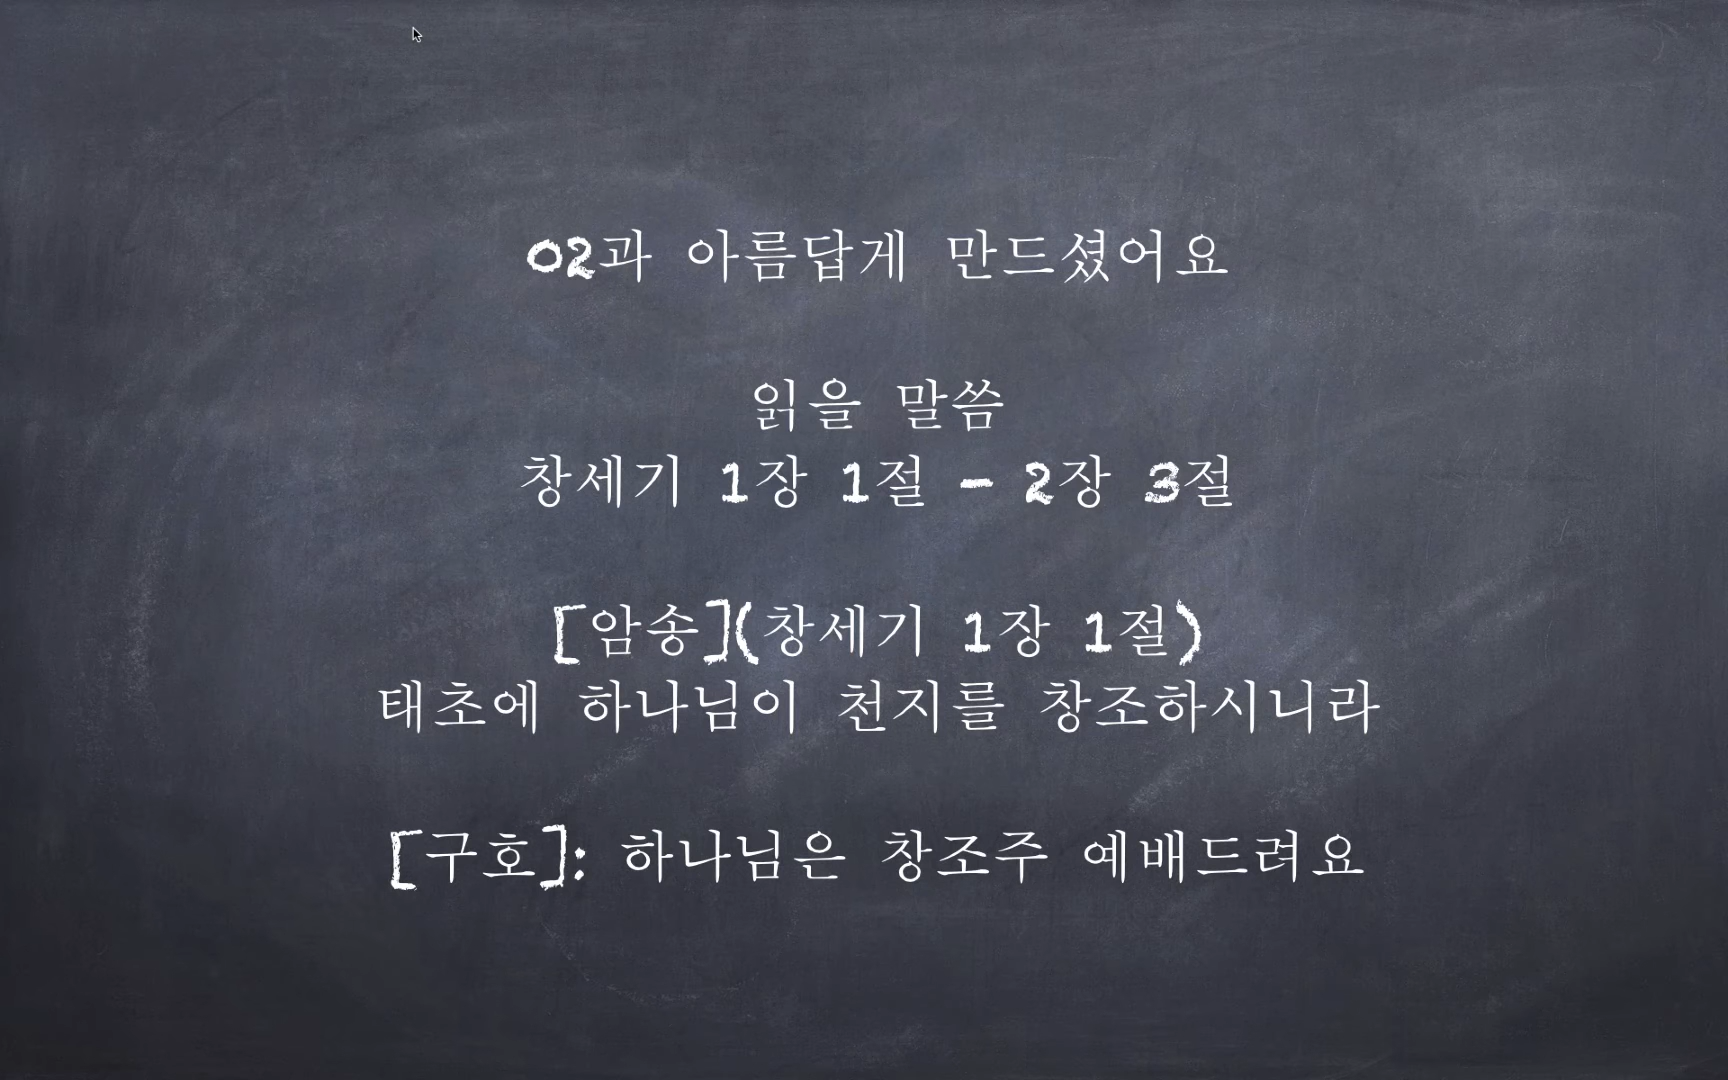 02과 아름답게 만드셨어요
읽을 말씀
창세기 1장 1절 - 2장 3절
[암송](창세기 1장 1절)
태초에 하나님이 천지를 창조하시니라
[구호]: 하나님은 창조주 예배드려요